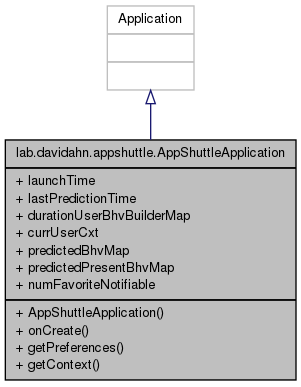 Application
lab.davidahn.appshuttle.AppShuttleApplication
+ launchTime
+ lastPredictionTime
+ durationUserBhvBuilderMap
+ currUserCxt
+ predictedBhvMap
+ predictedPresentBhvMap
+ numFavoriteNotifiable
+ AppShuttleApplication()
+ onCreate()
+ getPreferences()
+ getContext()